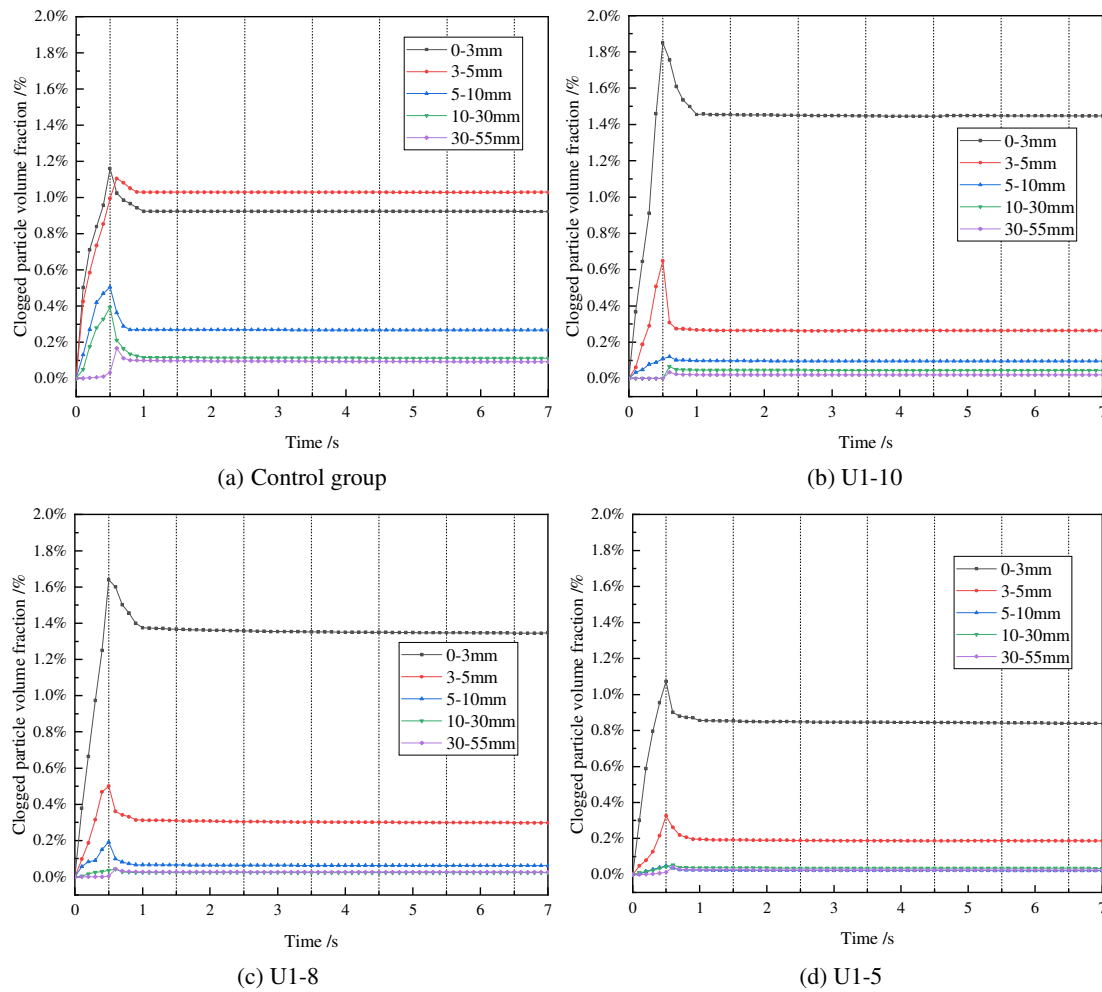 2.0%
1.8%
1.6%
1.4%
1.2%
1.0%
0.8%
0.6%
0.4%
0.2%
0.0%
Clogged particle volume fraction /%
0-3mm
3-5mm
5-10mm
10-30mm
30-55mm
0 1 2 3 4 5 6 7
Time /s
(a) Control group
2.0%
1.8%
1.6%
1.4%
1.2%
1.0%
0.8%
0.6%
0.4%
0.2%
0.0%
Clogged particle volume fraction /%
0-3mm
3-5mm
5-10mm
10-30mm
30-55mm
0 1 2 3 4 5 6 7
Time /s
(b) U1-10
2.0%
1.8%
1.6%
1.4%
1.2%
1.0%
0.8%
0.6%
0.4%
0.2%
0.0%
Clogged particle volume fraction /%
0-3mm
3-5mm
5-10mm
10-30mm
30-55mm
0 1 2 3 4 5 6 7
Time /s
(c) U1-8
2.0%
1.8%
1.6%
1.4%
1.2%
1.0%
0.8%
0.6%
0.4%
0.2%
0.0%
Clogged particle volume fraction /%
0-3mm
3-5mm
5-10mm
10-30mm
30-55mm
0 1 2 3 4 5 6 7
Time /s
(d) U1-5